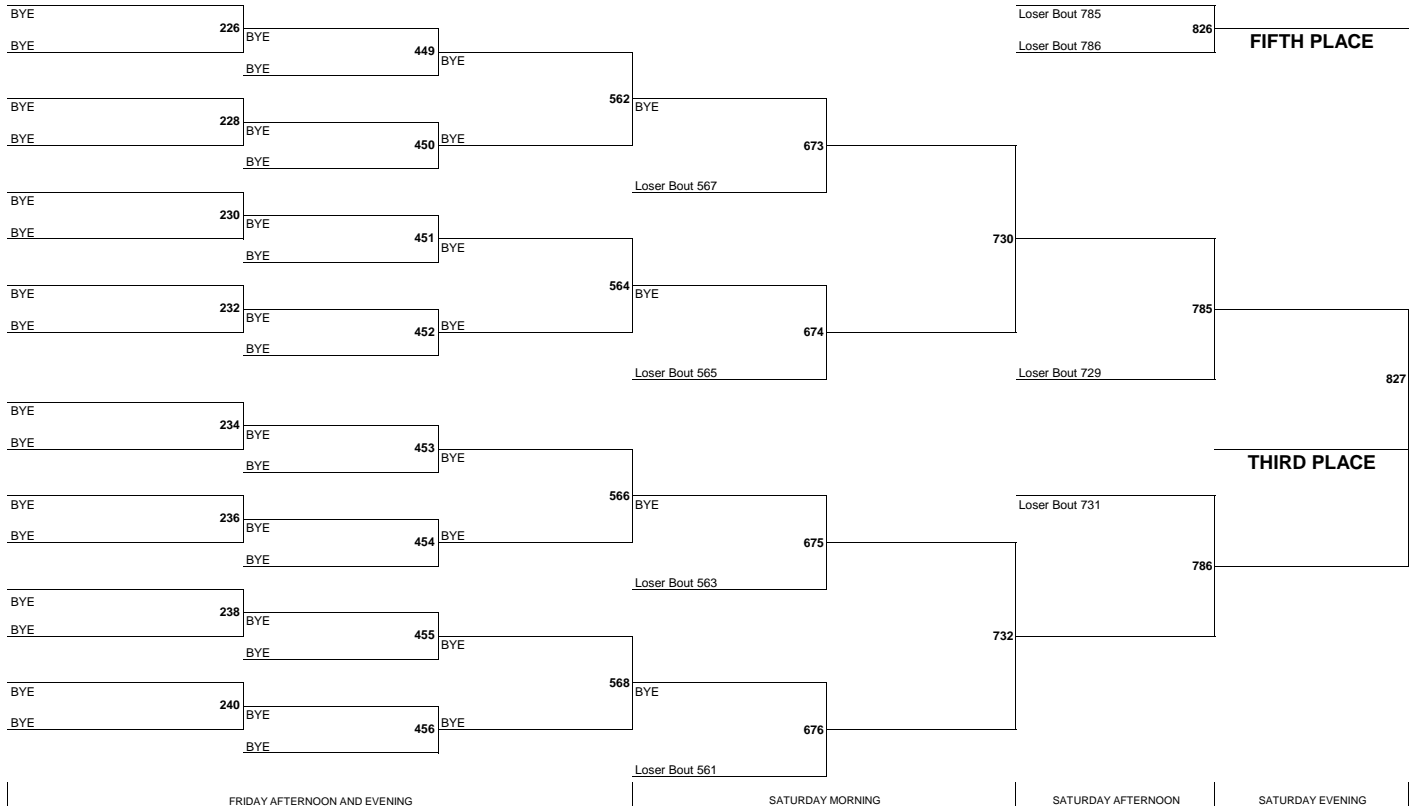 BYE
Loser Bout 785
226
826
BYE
FIFTH PLACE
BYE
Loser Bout 786
449
BYE
BYE
562
BYE
BYE
228
BYE
BYE
450
BYE
673
BYE
Loser Bout 567
BYE
230
BYE
BYE
451
730
BYE
BYE
564
BYE
BYE
232
785
BYE
BYE
452
BYE
674
BYE
Loser Bout 565
Loser Bout 729
827
BYE
234
BYE
BYE
453
BYE
THIRD PLACE
BYE
566
BYE
BYE
Loser Bout 731
236
BYE
BYE
454
BYE
675
BYE
786
Loser Bout 563
BYE
238
BYE
BYE
455
732
BYE
BYE
568
BYE
BYE
240
BYE
BYE
456
BYE
676
BYE
Loser Bout 561
FRIDAY AFTERNOON AND EVENING
SATURDAY MORNING
SATURDAY AFTERNOON
SATURDAY EVENING